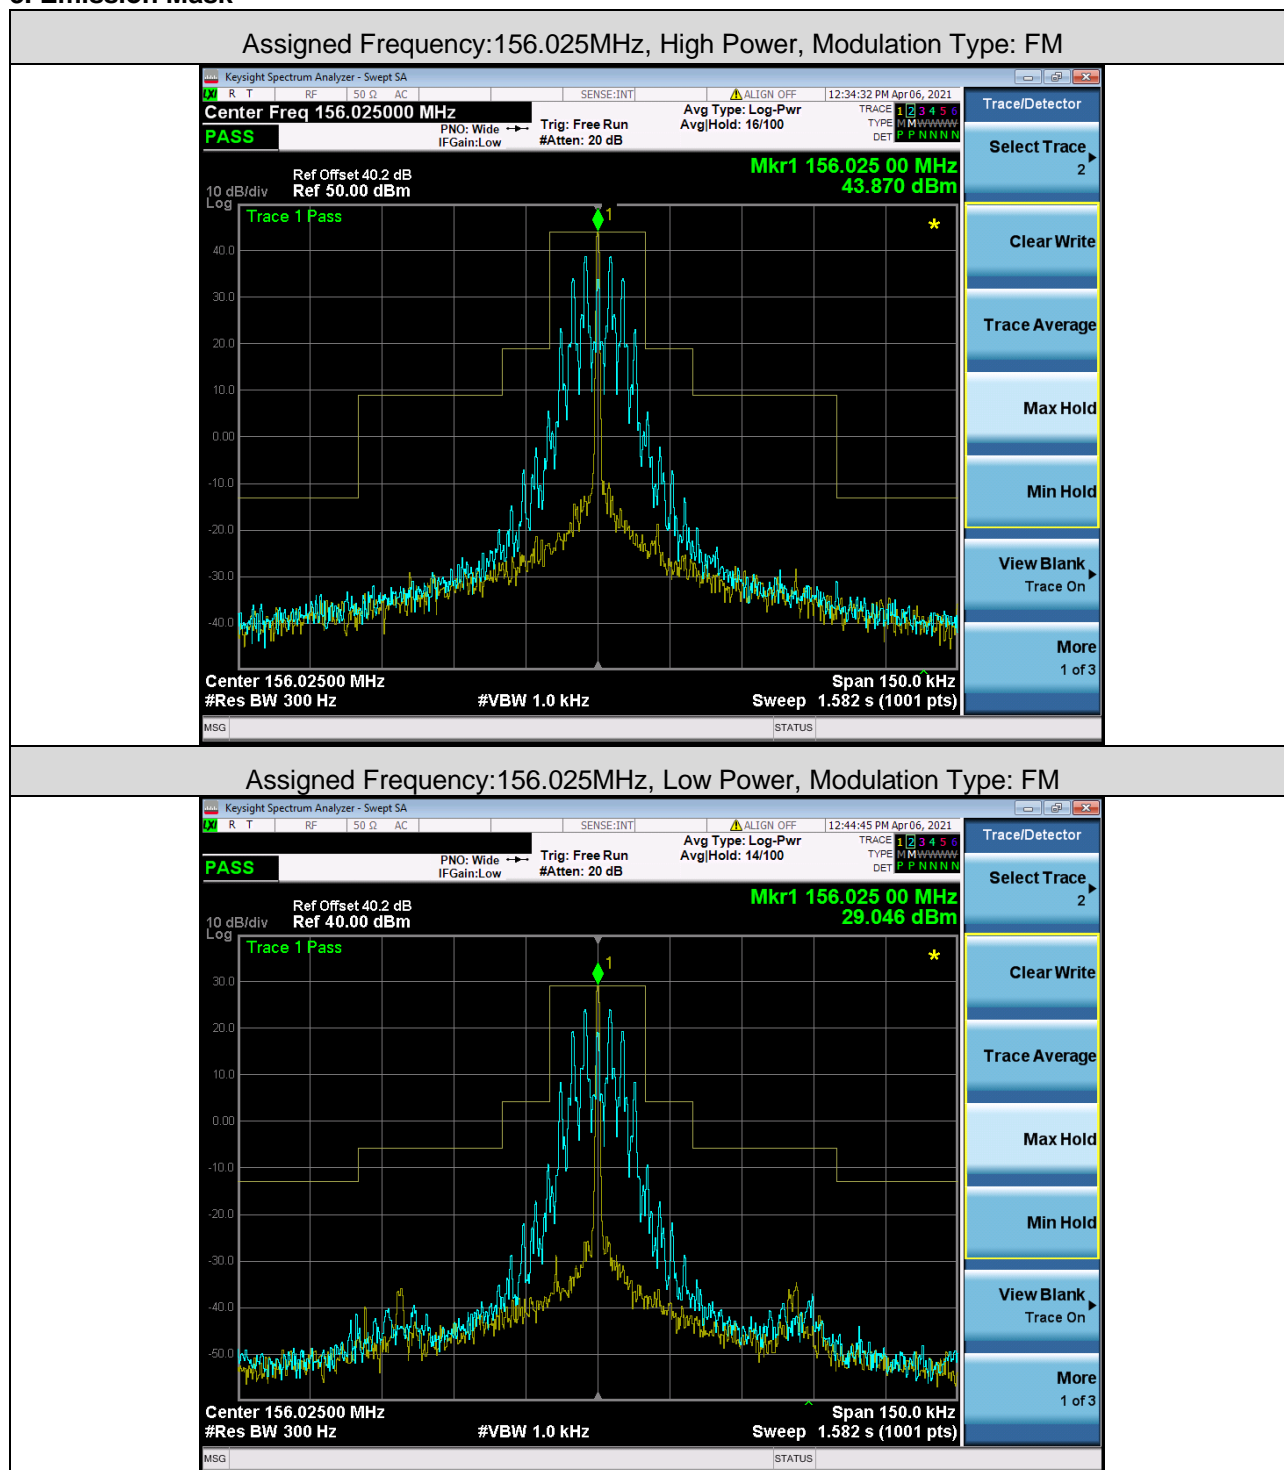 Assigned Frequency:156.025MHz, High Power, Modulation Type: FM
Keysight Spectrum Analyzer - Swept SA
LXI R T RF 50 Ω AC SENSE:INT ALIGN OFF 12:34:32 PM Apr 06, 2021
Center Freq 156.025000 MHz
PASS
PNO: Wide
IFGain:Low
Trig: Free Run
#Atten: 20 dB
Avg Type: Log-Pwr
Avg|Hold: 16/100
TRACE 1 2 3 4 5 6
TYPE M M W W W W
DET P P N N N N
Mkr1 156.025 00 MHz
43.870 dBm
Ref Offset 40.2 dB
10 dB/div Ref 50.00 dBm
Log
Trace 1 Pass
1
*
40.0
30.0
20.0
10.0
0.00
-10.0
-20.0
-30.0
-40.0
Center 156.02500 MHz Span 150.0 kHz
#Res BW 300 Hz #VBW 1.0 kHz Sweep 1.582 s (1001 pts)
MSG STATUS
Trace/Detector
Select Trace
2
Clear Write
Trace Average
Max Hold
Min Hold
View Blank
Trace On
More
1 of 3
Assigned Frequency:156.025MHz, Low Power, Modulation Type: FM
Keysight Spectrum Analyzer - Swept SA
LXI R T RF 50 Ω AC SENSE:INT ALIGN OFF 12:44:45 PM Apr 06, 2021
PASS
PNO: Wide
IFGain:Low
Trig: Free Run
#Atten: 20 dB
Avg Type: Log-Pwr
Avg|Hold: 14/100
TRACE 1 2 3 4 5 6
TYPE M M W W W W
DET P P N N N N
Mkr1 156.025 00 MHz
29.046 dBm
Ref Offset 40.2 dB
10 dB/div Ref 40.00 dBm
Log
Trace 1 Pass
1
*
30.0
20.0
10.0
0.00
-10.0
-20.0
-30.0
-40.0
-50.0
Center 156.02500 MHz Span 150.0 kHz
#Res BW 300 Hz #VBW 1.0 kHz Sweep 1.582 s (1001 pts)
MSG STATUS
Trace/Detector
Select Trace
2
Clear Write
Trace Average
Max Hold
Min Hold
View Blank
Trace On
More
1 of 3